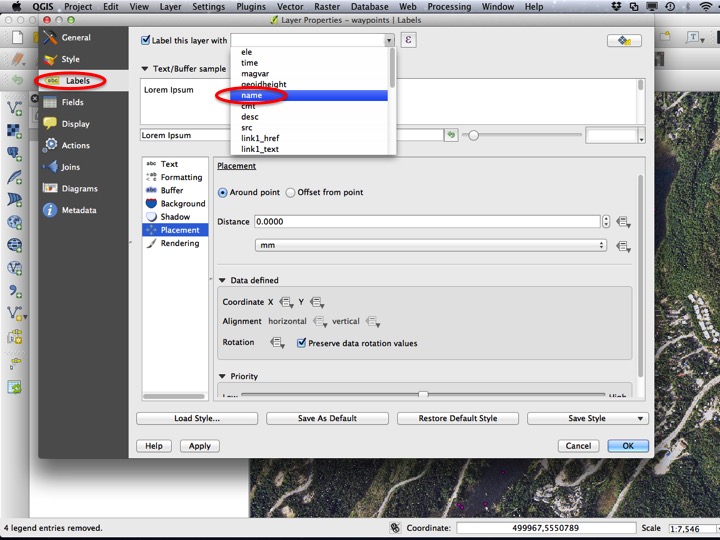 QGIS Project Edit View Layer Settings Plugins Vector Raster Database Web Processing Window Help
Layer Properties - waypoints | Labels
General
Style
abc Labels
Fields
Display
Actions
Joins
Diagrams
Metadata
Label this layer with
ε
ele
time
magvar
geoidheight
name
cmt
desc
src
link1_href
link1_text
Text/Buffer sample
Lorem Ipsum
Lorem Ipsum
abc Text
Formatting
abc Buffer
Background
Shadow
Placement
Rendering
Placement
Around point Offset from point
Distance 0.0000
mm
Data defined
Coordinate X Y
Alignment horizontal vertical
Rotation Preserve data rotation values
Priority
Low High
Load Style... Save As Default Restore Default Style Save Style
Help Apply Cancel OK
4 legend entries removed. Coordinate: 499967,5550789 Scale 1:7,546